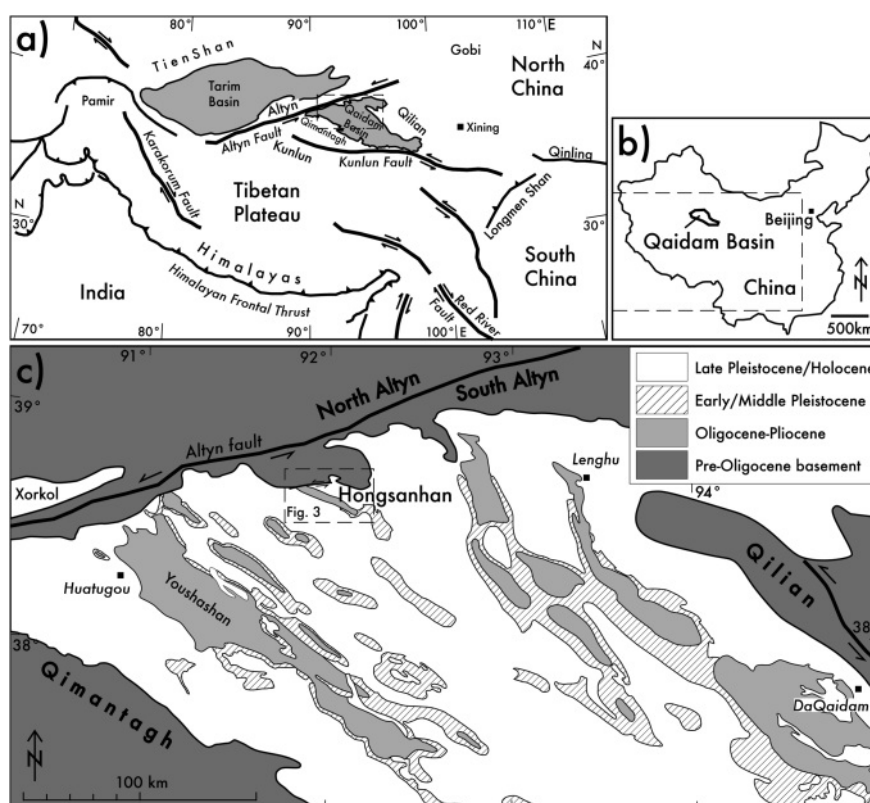 a)
80°
90°
100°
110°E
N
40°
N
40°
TienShan
Gobi
North
China
Tarim
Basin
Pamir
Altyn
Qaidam
Basin
Qilian
Xining
Altyn Fault
Qimantagh
Kunlun
Kunlun Fault
Qinling
Karakorum Fault
Tibetan
Plateau
Longmen Shan
N
30°
30°
Himalayas
Himalayan Frontal Thrust
India
South
China
Red River
Fault
70°
80°
90°
100°E
b)
Beijing
Qaidam Basin
China
N
500km
c)
91°
92°
93°
39°
North Altyn
South Altyn
Altyn fault
Late Pleistocene/Holocene
Early/Middle Pleistocene
Oligocene-Pliocene
Pre-Oligocene basement
Lenghu
94°
Xorkol
Hongsanhan
Fig. 3
Huatugou
Youshashan
Qilian
38°
38
Qimantagh
DaQaidam
N
100 km